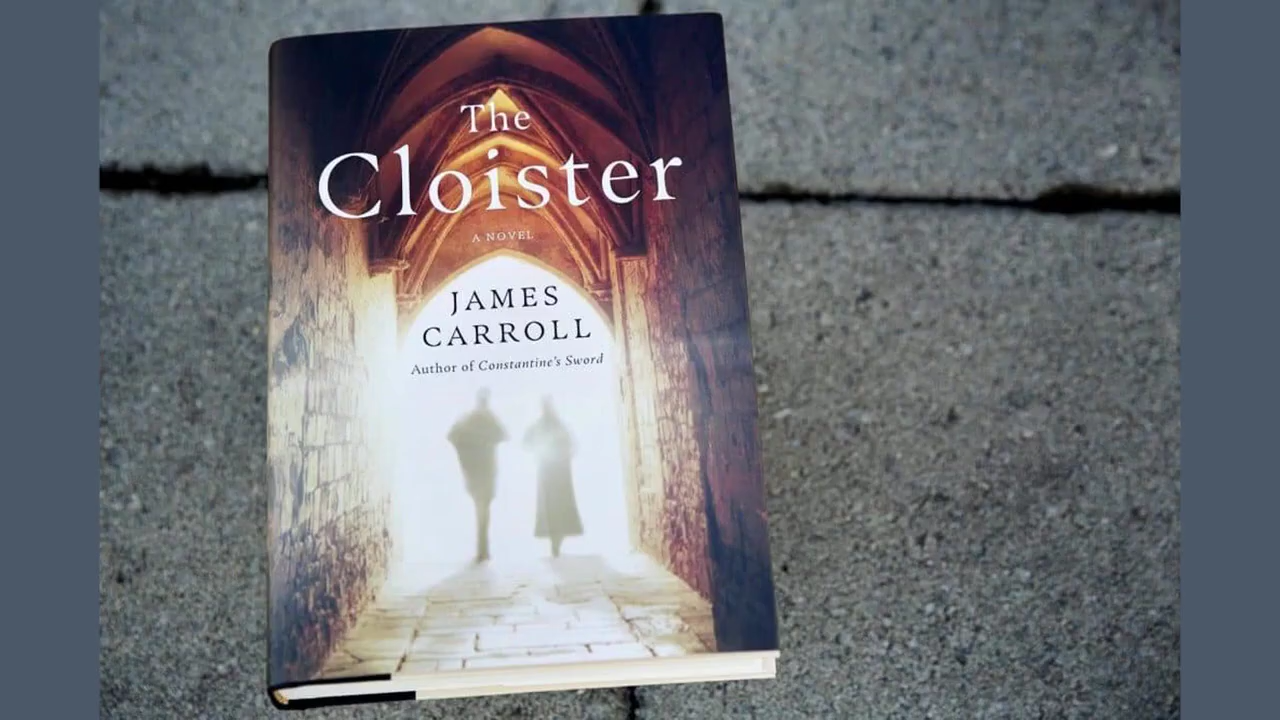 The
Cloister
A NOVEL
JAMES
CARROLL
Author of Constantine's Sword